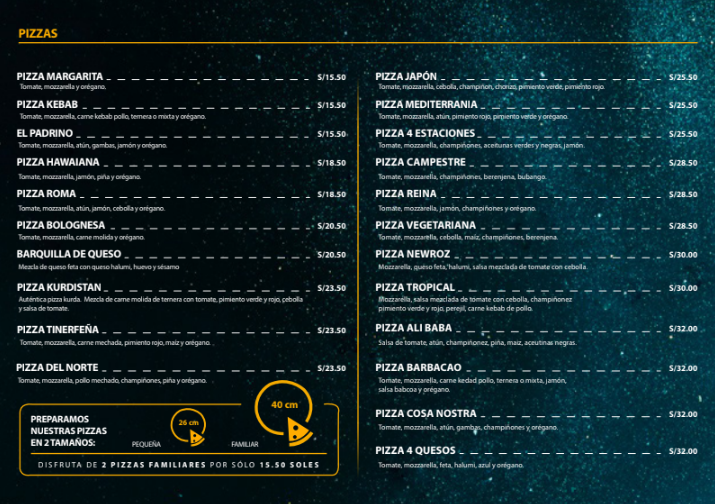 PIZZAS
PIZZA MARGARITA S/15.50
Tomate, mozzarella y orégano.
PIZZA KEBAB S/15.50
Tomate, mozzarella, carne kebab pollo, ternera o mixta y orégano.
EL PADRINO S/15.50
Tomate, mozzarella, atún, gambas, jamón y orégano.
PIZZA HAWAIANA S/18.50
Tomate, mozzarella, jamón, piña y orégano.
PIZZA ROMA S/18.50
Tomate, mozzarella, atún, jamón, cebolla y orégano.
PIZZA BOLOGNESA S/20.50
Tomate, mozzarella, carne molida y orégano.
BARQUILLA DE QUESO S/20.50
Mezcla de queso feta con queso halumi, huevo y sésamo
PIZZA KURDISTAN S/23.50
Auténtica pizza kurda. Mezcla de carne molida de ternera con tomate, pimiento verde y rojo, cebolla
y salsa de tomate.
PIZZA TINERFEÑA S/23.50
Tomate, mozzarella, carne mechada, pimiento rojo, maíz y orégano.
PIZZA DEL NORTE S/23.50
Tomate, mozzarella, pollo mechado, champiñones, piña y orégano.
PREPARAMOS
NUESTRAS PIZZAS
EN 2 TAMAÑOS:
PEQUEÑA
26 cm
FAMILIAR
40 cm
DISFRUTA DE 2 PIZZAS FAMILIARES POR SÓLO 15.50 SOLES
PIZZA JAPÓN S/25.50
Tomate, mozzarella, cebolla, champiñon, chorizo, pimiento verde, pimiento rojo.
PIZZA MEDITERRANIA S/25.50
Tomate, mozzarella, atún, pimiento rojo, pimiento verde y orégano.
PIZZA 4 ESTACIONES S/25.50
Tomate, mozzarella, champiñones, aceitunas verdes y negras, jamón.
PIZZA CAMPESTRE S/28.50
Tomate, mozzarella, champiñones, berenjena, bubango.
PIZZA REINA S/28.50
Tomate, mozzarella, jamón, champiñones y orégano.
PIZZA VEGETARIANA S/28.50
Tomate, mozzarella, cebolla, maíz, champiñones, berenjena.
PIZZA NEWROZ S/30.00
Mozzarella, queso feta, halumi, salsa mezclada de tomate con cebolla
PIZZA TROPICAL S/30.00
Mozzarella, salsa mezclada de tomate con cebolla, champiñonez
pimiento verde y rojo, perejil, carne kebab de pollo.
PIZZA ALI BABA S/32.00
Salsa de tomate, atún, champiñonez, piña, maiz, aceutinas negras.
PIZZA BARBACAO S/32.00
Tomate, mozzarella, carne kedad pollo, ternera o mixta, jamón,
salsa babcoa y orégano.
PIZZA COSA NOSTRA S/32.00
Tomate, mozzarella, atún, gambas, champiñones y orégano.
PIZZA 4 QUESOS S/32.00
Tomate, mozzarella, feta, halumi, azul y orégano.